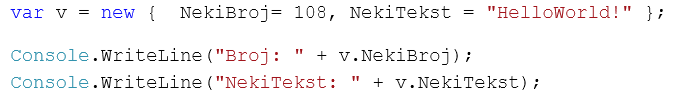 var v = new {  NekiBroj= 108, NekiTekst = "HelloWorld!" };
Console.WriteLine("Broj: " + v.NekiBroj);
Console.WriteLine("NekiTekst: " + v.NekiTekst);